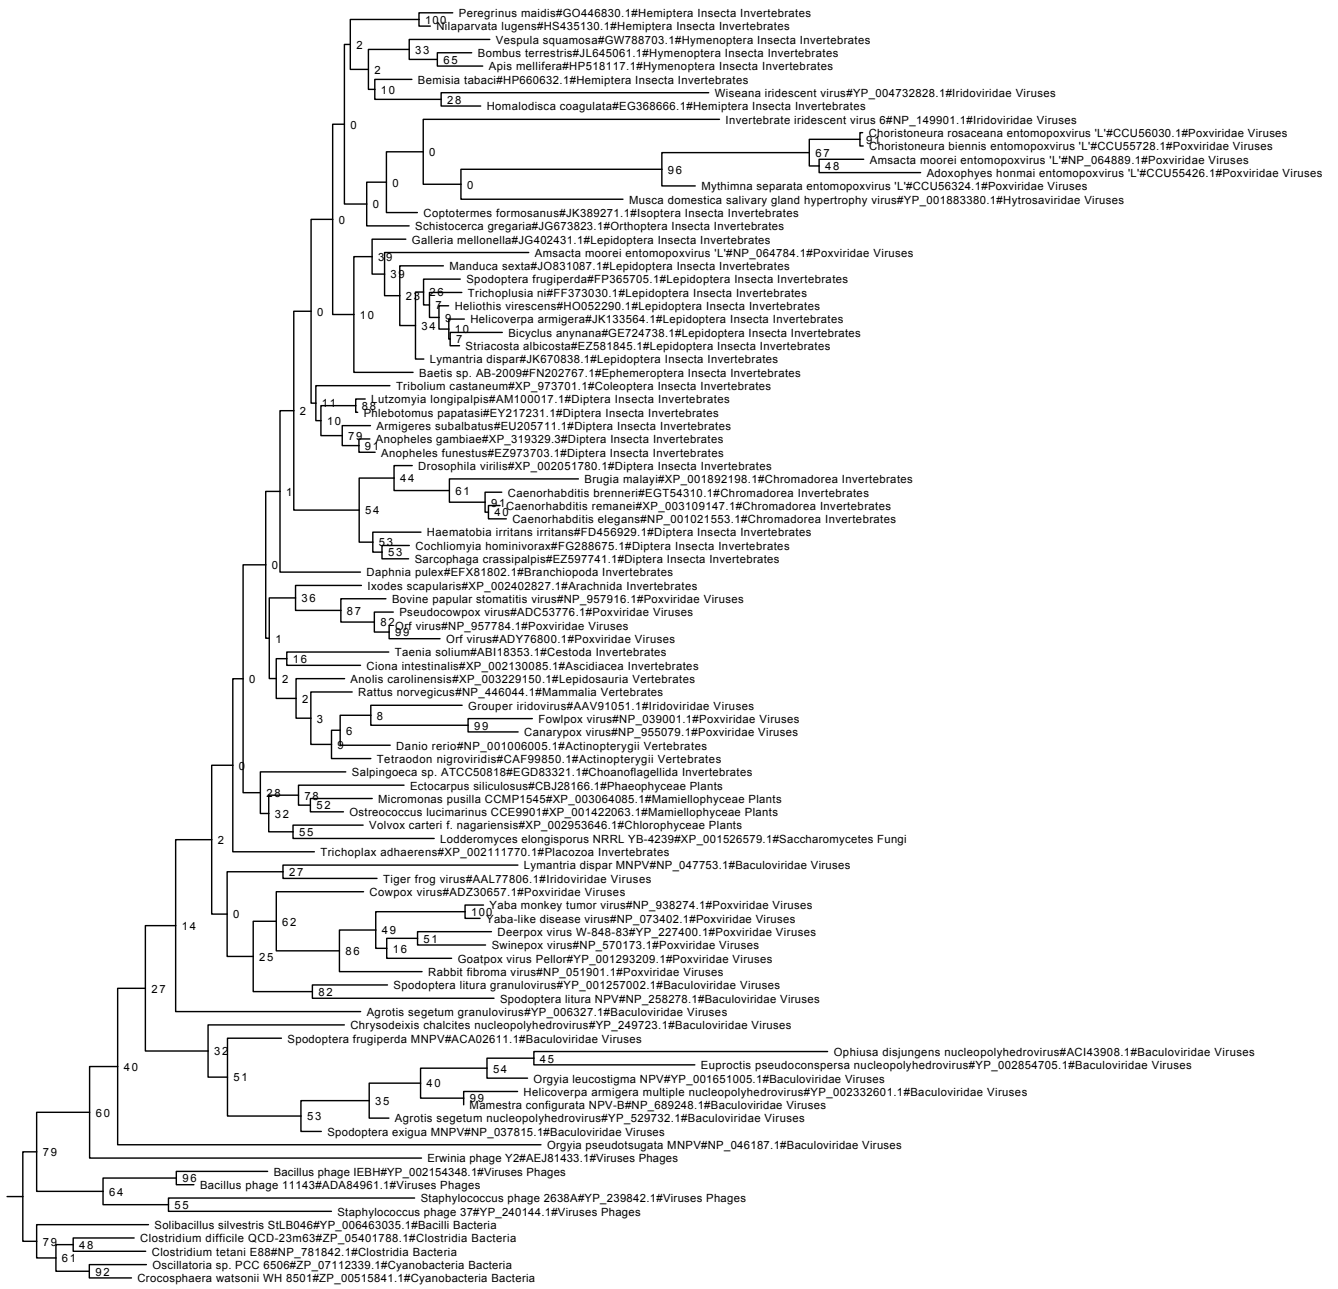 Peregrinus maidis#GO446830.1#Hemiptera Insecta Invertebrates
100
Nilaparvata lugens#HS435130.1#Hemiptera Insecta Invertebrates
Vespula squamosa#GW788703.1#Hymenoptera Insecta Invertebrates
2
33
Bombus terrestris#JL645061.1#Hymenoptera Insecta Invertebrates
65
Apis mellifera#HP518117.1#Hymenoptera Insecta Invertebrates
2
Bemisia tabaci#HP660632.1#Hemiptera Insecta Invertebrates
10
Wiseana iridescent virus#YP_004732828.1#Iridoviridae Viruses
28
Homalodisca coagulata#EG368666.1#Hemiptera Insecta Invertebrates
Invertebrate iridescent virus 6#NP_149901.1#Iridoviridae Viruses
0
Choristoneura rosaceana entomopoxvirus 'L'#CCU56030.1#Poxviridae Viruses
91
Choristoneura biennis entomopoxvirus 'L'#CCU55728.1#Poxviridae Viruses
0
67
Amsacta moorei entomopoxvirus 'L'#NP_064889.1#Poxviridae Viruses
48
96
Adoxophyes honmai entomopoxvirus 'L'#CCU55426.1#Poxviridae Viruses
0
0
Mythimna separata entomopoxvirus 'L'#CCU56324.1#Poxviridae Viruses
Musca domestica salivary gland hypertrophy virus#YP_001883380.1#Hytrosaviridae Viruses
0
Coptotermes formosanus#JK389271.1#Isoptera Insecta Invertebrates
0
Schistocerca gregaria#JG673823.1#Orthoptera Insecta Invertebrates
Galleria mellonella#JG402431.1#Lepidoptera Insecta Invertebrates
39
Amsacta moorei entomopoxvirus 'L'#NP_064784.1#Poxviridae Viruses
39
Manduca sexta#JO831087.1#Lepidoptera Insecta Invertebrates
Spodoptera frugiperda#FP365705.1#Lepidoptera Insecta Invertebrates
23
26
Trichoplusia ni#FF373030.1#Lepidoptera Insecta Invertebrates
7
Heliothis virescens#HO052290.1#Lepidoptera Insecta Invertebrates
0
10
9
Helicoverpa armigera#JK133564.1#Lepidoptera Insecta Invertebrates
34
10
Bicyclus anynana#GE724738.1#Lepidoptera Insecta Invertebrates
7
Striacosta albicosta#EZ581845.1#Lepidoptera Insecta Invertebrates
Lymantria dispar#JK670838.1#Lepidoptera Insecta Invertebrates
Baetis sp. AB-2009#FN202767.1#Ephemeroptera Insecta Invertebrates
Tribolium castaneum#XP_973701.1#Coleoptera Insecta Invertebrates
11
Lutzomyia longipalpis#AM100017.1#Diptera Insecta Invertebrates
88
2
Phlebotomus papatasi#EY217231.1#Diptera Insecta Invertebrates
10
Armigeres subalbatus#EU205711.1#Diptera Insecta Invertebrates
79
Anopheles gambiae#XP_319329.3#Diptera Insecta Invertebrates
91
Anopheles funestus#EZ973703.1#Diptera Insecta Invertebrates
Drosophila virilis#XP_002051780.1#Diptera Insecta Invertebrates
44
Brugia malayi#XP_001892198.1#Chromadorea Invertebrates
1
61
Caenorhabditis brenneri#EGT54310.1#Chromadorea Invertebrates
91
54
Caenorhabditis remanei#XP_003109147.1#Chromadorea Invertebrates
40
Caenorhabditis elegans#NP_001021553.1#Chromadorea Invertebrates
Haematobia irritans irritans#FD456929.1#Diptera Insecta Invertebrates
53
Cochliomyia hominivorax#FG288675.1#Diptera Insecta Invertebrates
53
Sarcophaga crassipalpis#EZ597741.1#Diptera Insecta Invertebrates
0
Daphnia pulex#EFX81802.1#Branchiopoda Invertebrates
Ixodes scapularis#XP_002402827.1#Arachnida Invertebrates
36
Bovine papular stomatitis virus#NP_957916.1#Poxviridae Viruses
87
Pseudocowpox virus#ADC53776.1#Poxviridae Viruses
82
Orf virus#NP_957784.1#Poxviridae Viruses
99
1
Orf virus#ADY76800.1#Poxviridae Viruses
Taenia solium#ABI18353.1#Cestoda Invertebrates
16
Ciona intestinalis#XP_002130085.1#Ascidiacea Invertebrates
0
2
Anolis carolinensis#XP_003229150.1#Lepidosauria Vertebrates
2
Rattus norvegicus#NP_446044.1#Mammalia Vertebrates
Grouper iridovirus#AAV91051.1#Iridoviridae Viruses
3
8
Fowlpox virus#NP_039001.1#Poxviridae Viruses
6
99
Canarypox virus#NP_955079.1#Poxviridae Viruses
9
Danio rerio#NP_001006005.1#Actinopterygii Vertebrates
Tetraodon nigroviridis#CAF99850.1#Actinopterygii Vertebrates
0
Salpingoeca sp. ATCC50818#EGD83321.1#Choanoflagellida Invertebrates
Ectocarpus siliculosus#CBJ28166.1#Phaeophyceae Plants
28
78
Micromonas pusilla CCMP1545#XP_003064085.1#Mamiellophyceae Plants
52
32
Ostreococcus lucimarinus CCE9901#XP_001422063.1#Mamiellophyceae Plants
Volvox carteri f. nagariensis#XP_002953646.1#Chlorophyceae Plants
55
2
Lodderomyces elongisporus NRRL YB-4239#XP_001526579.1#Saccharomycetes Fungi
Trichoplax adhaerens#XP_002111770.1#Placozoa Invertebrates
Lymantria dispar MNPV#NP_047753.1#Baculoviridae Viruses
27
Tiger frog virus#AAL77806.1#Iridoviridae Viruses
Cowpox virus#ADZ30657.1#Poxviridae Viruses
0
62
Yaba monkey tumor virus#NP_938274.1#Poxviridae Viruses
100
Yaba-like disease virus#NP_073402.1#Poxviridae Viruses
14
49
Deerpox virus W-848-83#YP_227400.1#Poxviridae Viruses
51
16
Swinepox virus#NP_570173.1#Poxviridae Viruses
25
86
Goatpox virus Pellor#YP_001293209.1#Poxviridae Viruses
Rabbit fibroma virus#NP_051901.1#Poxviridae Viruses
27
Spodoptera litura granulovirus#YP_001257002.1#Baculoviridae Viruses
82
Spodoptera litura NPV#NP_258278.1#Baculoviridae Viruses
Agrotis segetum granulovirus#YP_006327.1#Baculoviridae Viruses
Chrysodeixis chalcites nucleopolyhedrovirus#YP_249723.1#Baculoviridae Viruses
Spodoptera frugiperda MNPV#ACA02611.1#Baculoviridae Viruses
32
Ophiusa disjungens nucleopolyhedrovirus#ACI43908.1#Baculoviridae Viruses
45
40
Euproctis pseudoconspersa nucleopolyhedrovirus#YP_002854705.1#Baculoviridae Viruses
54
51
Orgyia leucostigma NPV#YP_001651005.1#Baculoviridae Viruses
40
Helicoverpa armigera multiple nucleopolyhedrovirus#YP_002332601.1#Baculoviridae Viruses
99
35
Mamestra configurata NPV-B#NP_689248.1#Baculoviridae Viruses
60
53
Agrotis segetum nucleopolyhedrovirus#YP_529732.1#Baculoviridae Viruses
Spodoptera exigua MNPV#NP_037815.1#Baculoviridae Viruses
Orgyia pseudotsugata MNPV#NP_046187.1#Baculoviridae Viruses
79
Erwinia phage Y2#AEJ81433.1#Viruses Phages
Bacillus phage IEBH#YP_002154348.1#Viruses Phages
96
Bacillus phage 11143#ADA84961.1#Viruses Phages
64
Staphylococcus phage 2638A#YP_239842.1#Viruses Phages
55
Staphylococcus phage 37#YP_240144.1#Viruses Phages
Solibacillus silvestris StLB046#YP_006463035.1#Bacilli Bacteria
79
Clostridium difficile QCD-23m63#ZP_05401788.1#Clostridia Bacteria
48
Clostridium tetani E88#NP_781842.1#Clostridia Bacteria
61
Oscillatoria sp. PCC 6506#ZP_07112339.1#Cyanobacteria Bacteria
92
Crocosphaera watsonii WH 8501#ZP_00515841.1#Cyanobacteria Bacteria